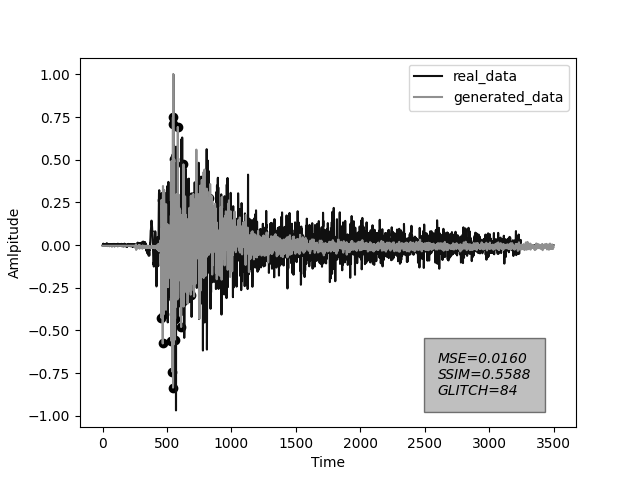 real_data
generated_data
1.00
0.75
0.50
0.25
0.00
−0.25
−0.50
−0.75
−1.00
Amlpitude
MSE=0.0160
SSIM=0.5588
GLITCH=84
0 500 1000 1500 2000 2500 3000 3500
Time